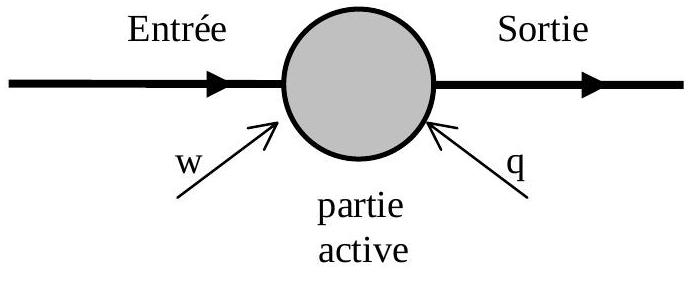 Entrée
Sortie
w
q
partie
active